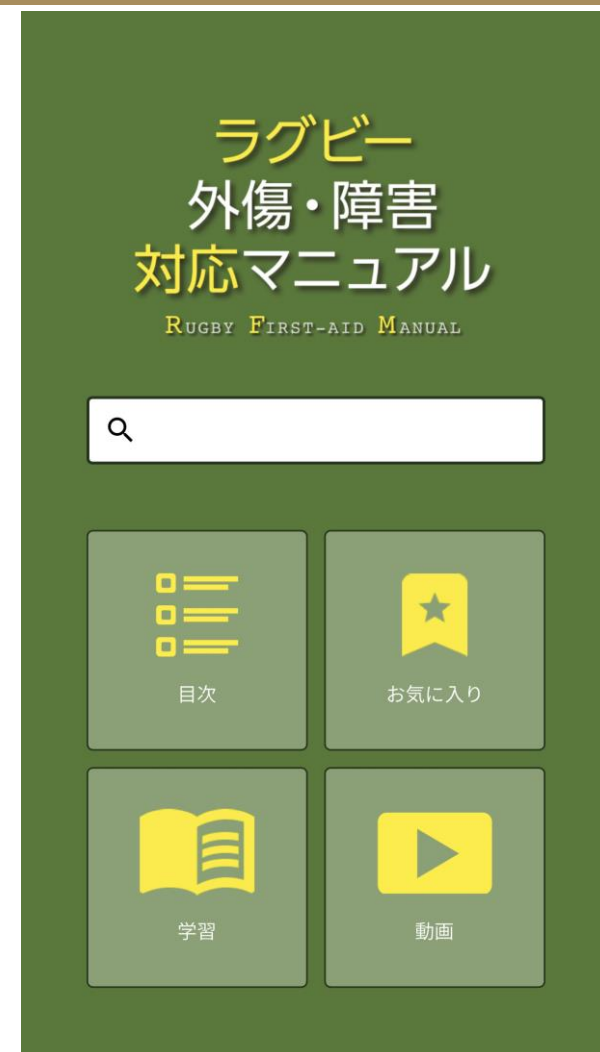 ラグビー
外傷・障害
対応マニュアル
RUGBY FIRST-AID MANUAL
目次
お気に入り
学習
動画